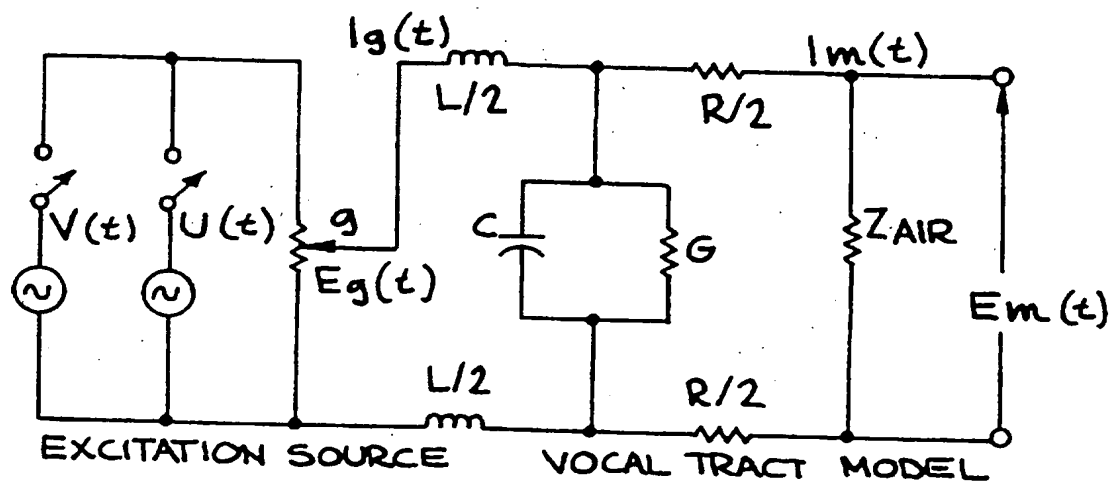 Ig(t)
L/2
R/2
Im(t)
V(t)
U(t)
g
Eg(t)
C
G
ZAIR
Em(t)
L/2
R/2
EXCITATION SOURCE
VOCAL TRACT MODEL